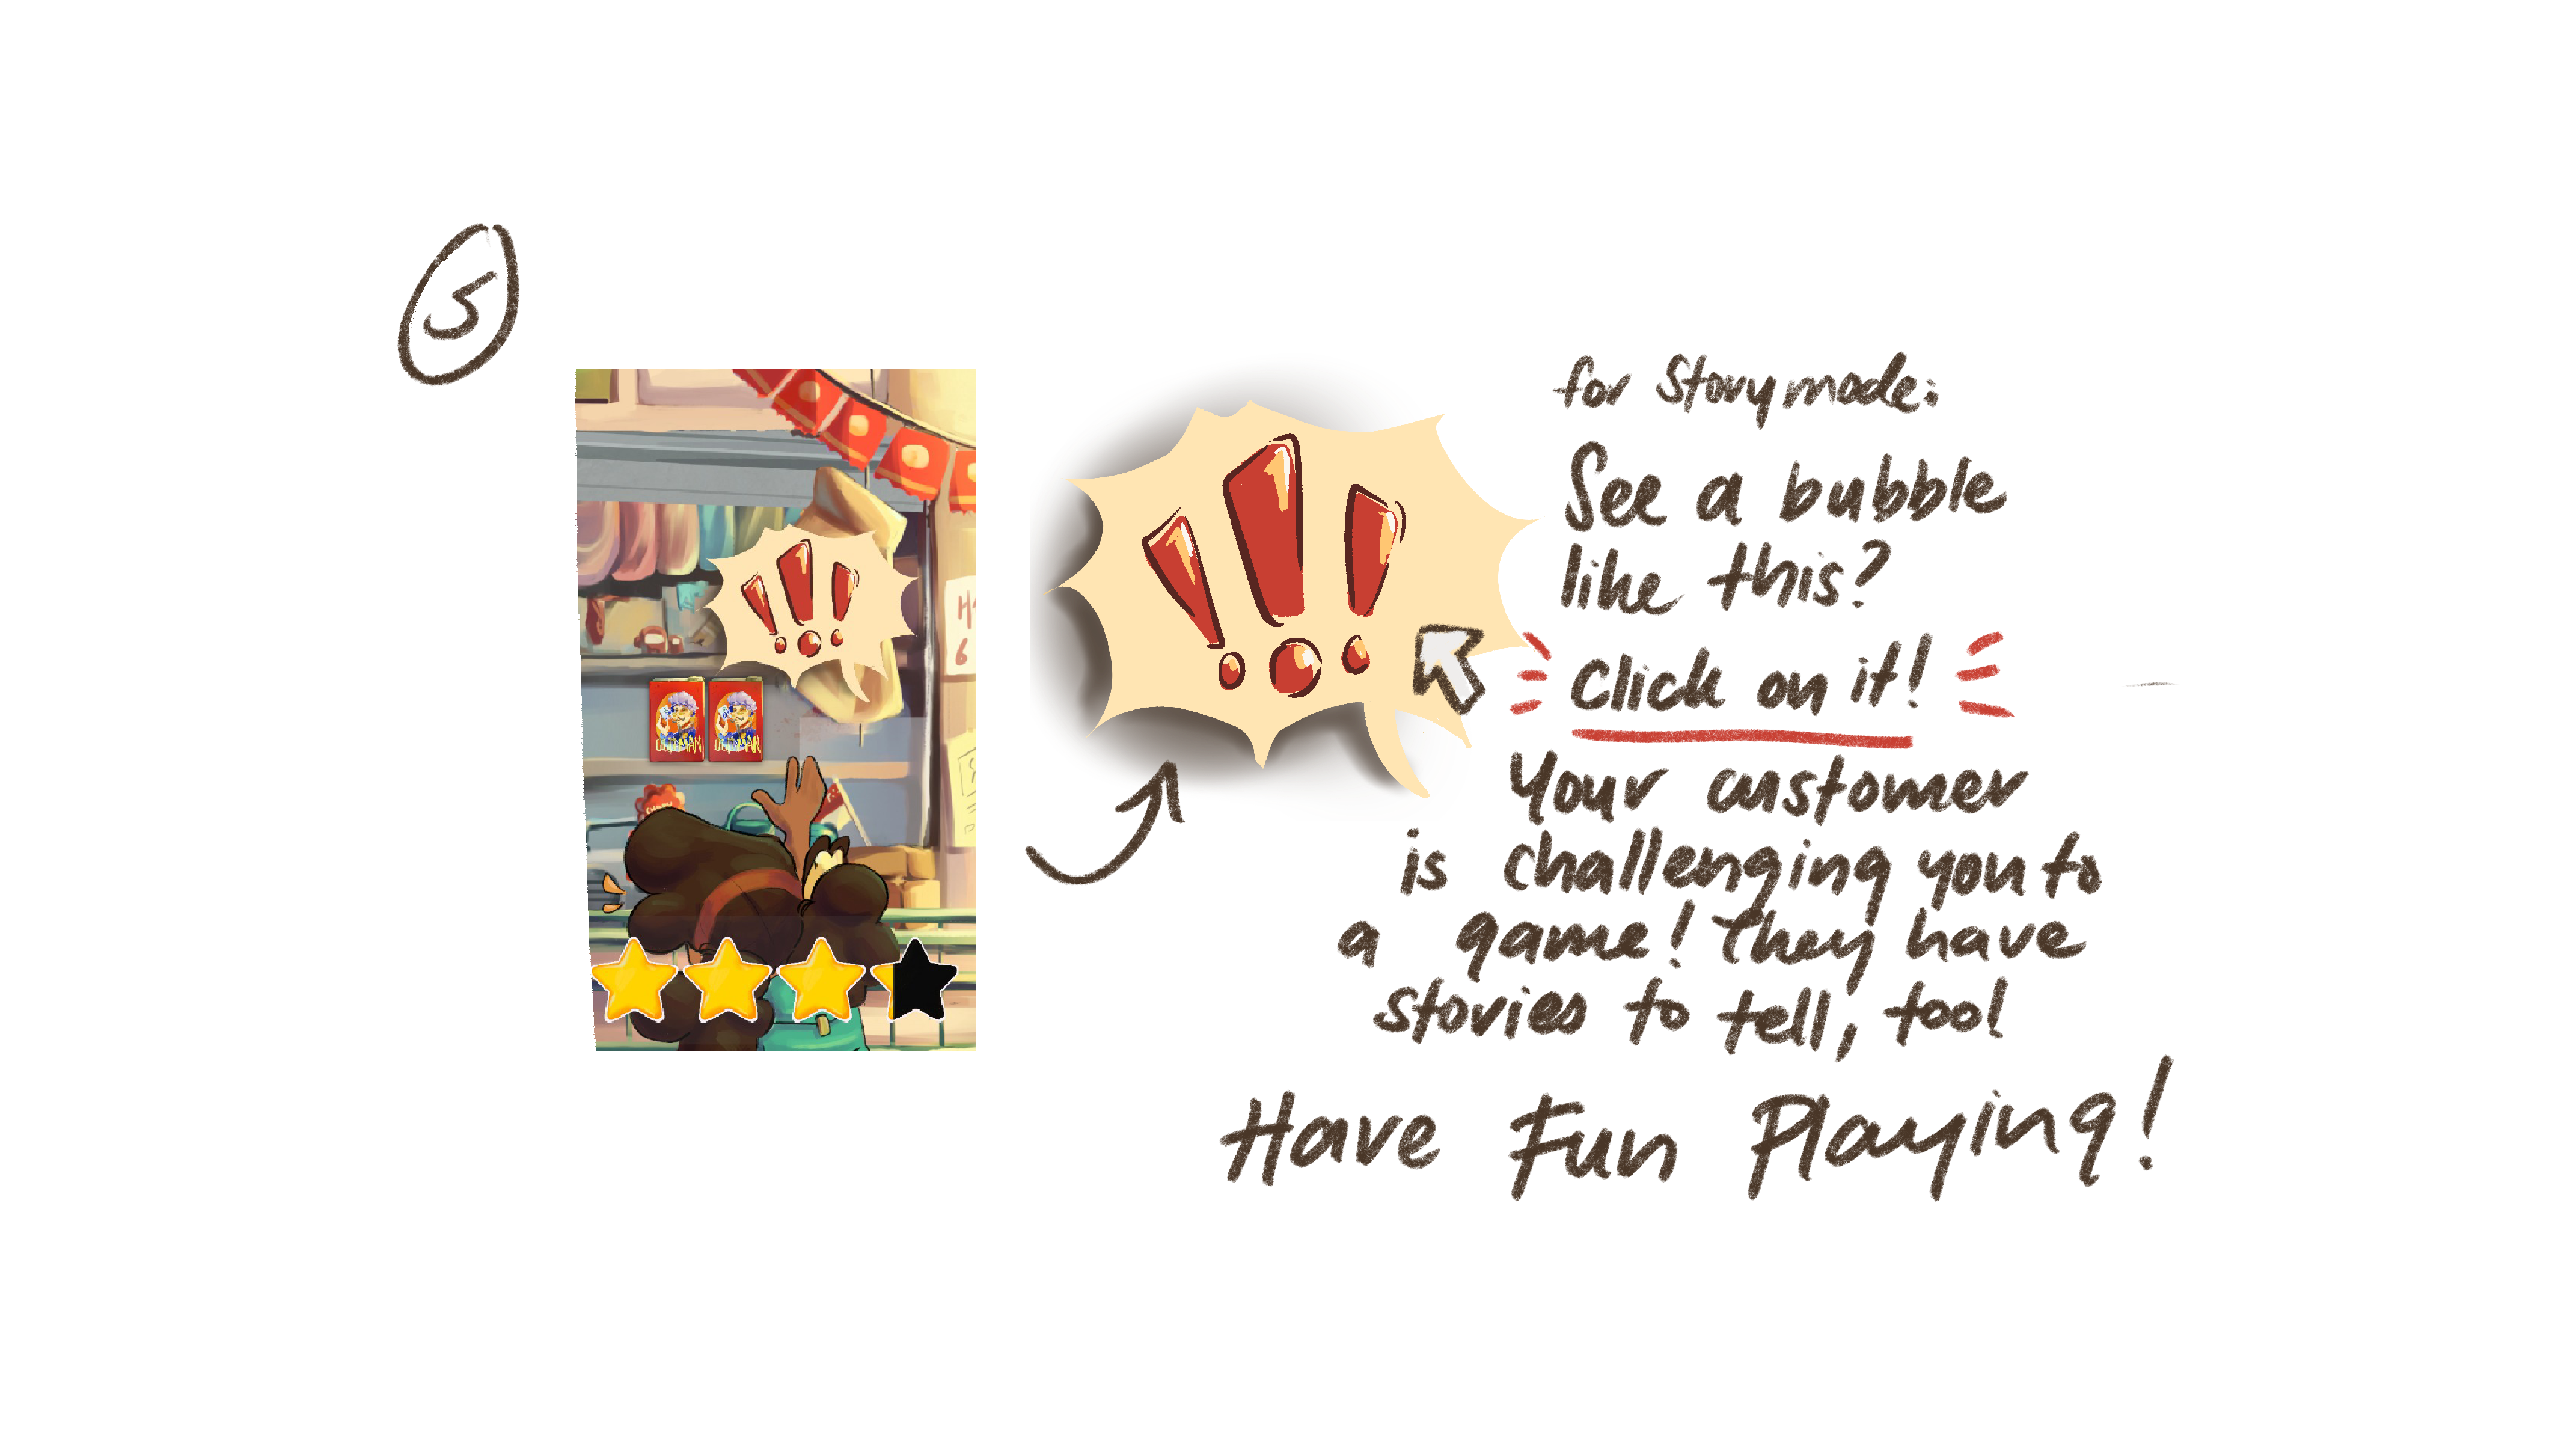 5
for Story mode:
See a bubble
like this?
Click on it!
Your customer
is challenging you to
a game! They have
stories to tell, too!
Have Fun Playing!